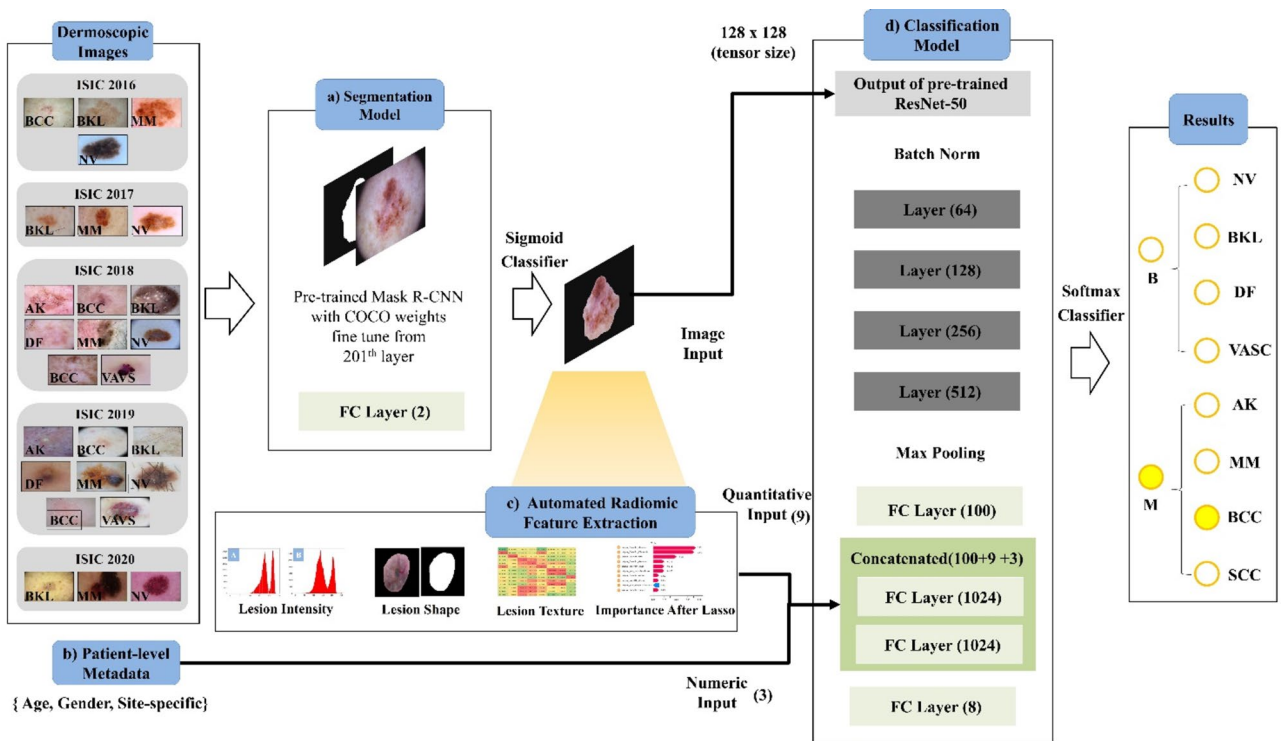 Dermoscopic
Images
ISIC 2016
BCC
BKL
MM
NV
ISIC 2017
BKL
MM
NV
ISIC 2018
AK
BCC
BKL
DF
MM
NV
BCC
VAVS
ISIC 2019
AK
BCC
BKL
DF
MM
NV
BCC
VAVS
ISIC 2020
BKL
MM
NV
b) Patient-level
Metadata
{ Age, Gender, Site-specific}
a) Segmentation
Model
Pre-trained Mask R-CNN
with COCO weights
fine tune from
201th layer
FC Layer (2)
Sigmoid
Classifier
Image
Input
128 x 128
(tensor size)
c) Automated Radiomic
Feature Extraction
A
B
Lesion Intensity
Lesion Shape
Lesion Texture
Importance After Lasso
Quantitative
Input (9)
Numeric
Input (3)
d) Classification
Model
Output of pre-trained
ResNet-50
Batch Norm
Layer (64)
Layer (128)
Layer (256)
Layer (512)
Max Pooling
FC Layer (100)
Concatenated(100+9 +3)
FC Layer (1024)
FC Layer (1024)
FC Layer (8)
Softmax
Classifier
Results
B
NV
BKL
DF
VASC
M
AK
MM
BCC
SCC